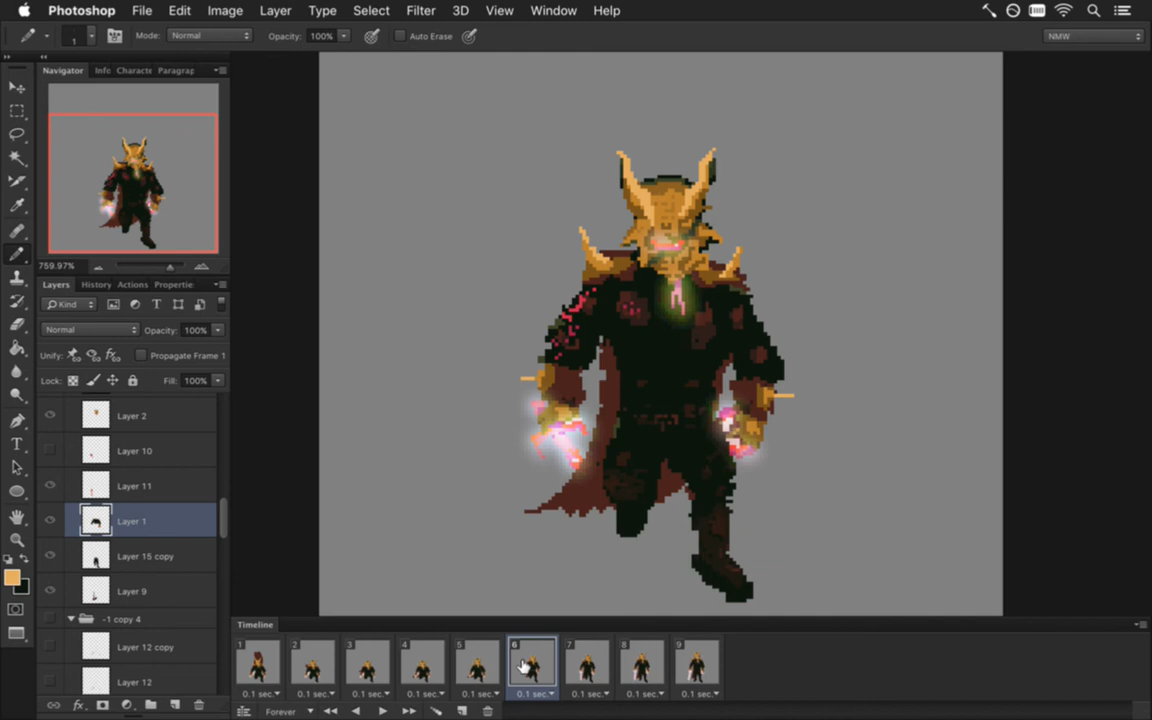 Photoshop File Edit Image Layer Type Select Filter 3D View Window Help
1 Mode: Normal Opacity: 100% Auto Erase NMW
Navigator Info Characte Paragrap
759.97%
Layers History Actions Propertie
Kind
Normal Opacity: 100%
Unify: Propagate Frame 1
Lock: Fill: 100%
Layer 2
Layer 10
Layer 11
Layer 1
Layer 15 copy
Layer 9
-1 copy 4
Layer 12 copy
Layer 12
Timeline
1 2 3 4 5 6 7 8 9
0.1 sec. 0.1 sec. 0.1 sec. 0.1 sec. 0.1 sec. 0.1 sec. 0.1 sec. 0.1 sec. 0.1 sec.
Forever